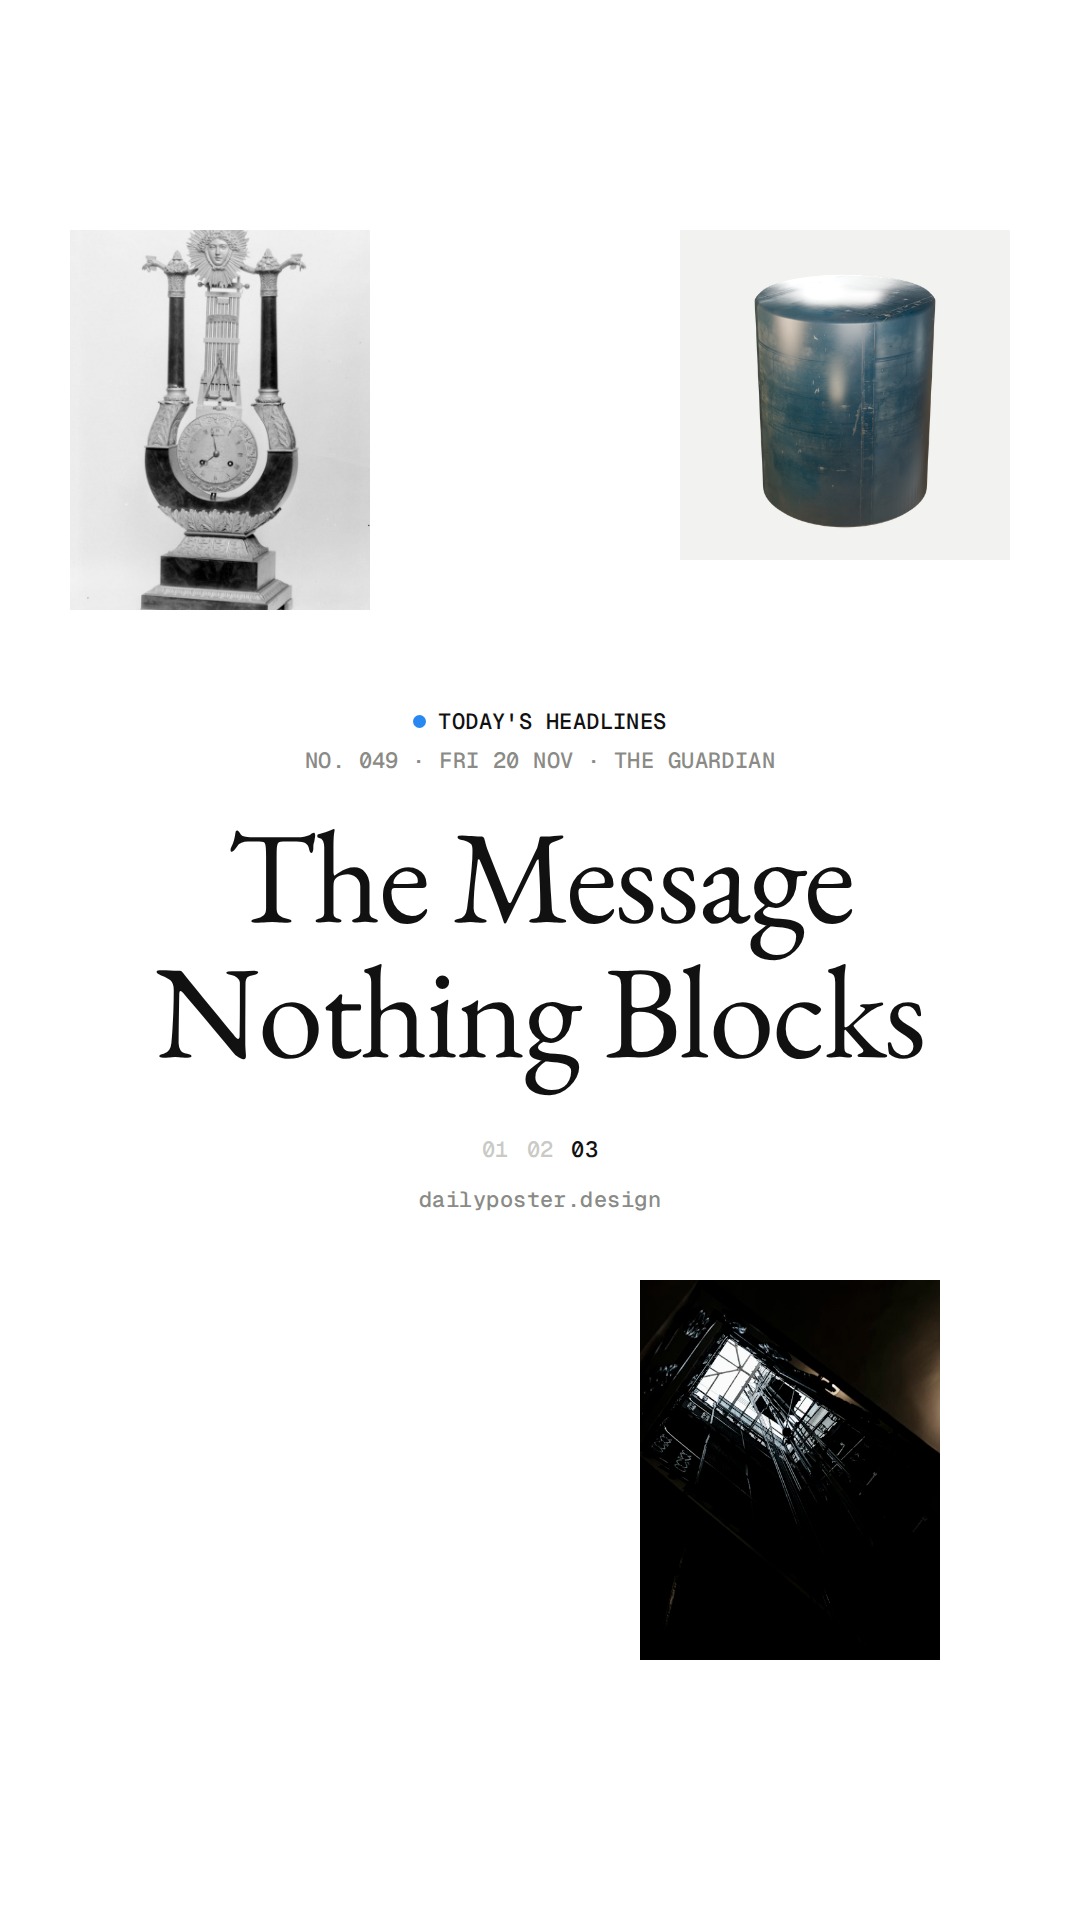 TODAY'S HEADLINES
NO. 049 · FRI 20 NOV · THE GUARDIAN
The Message
Nothing Blocks
01 02 03
dailyposter.design